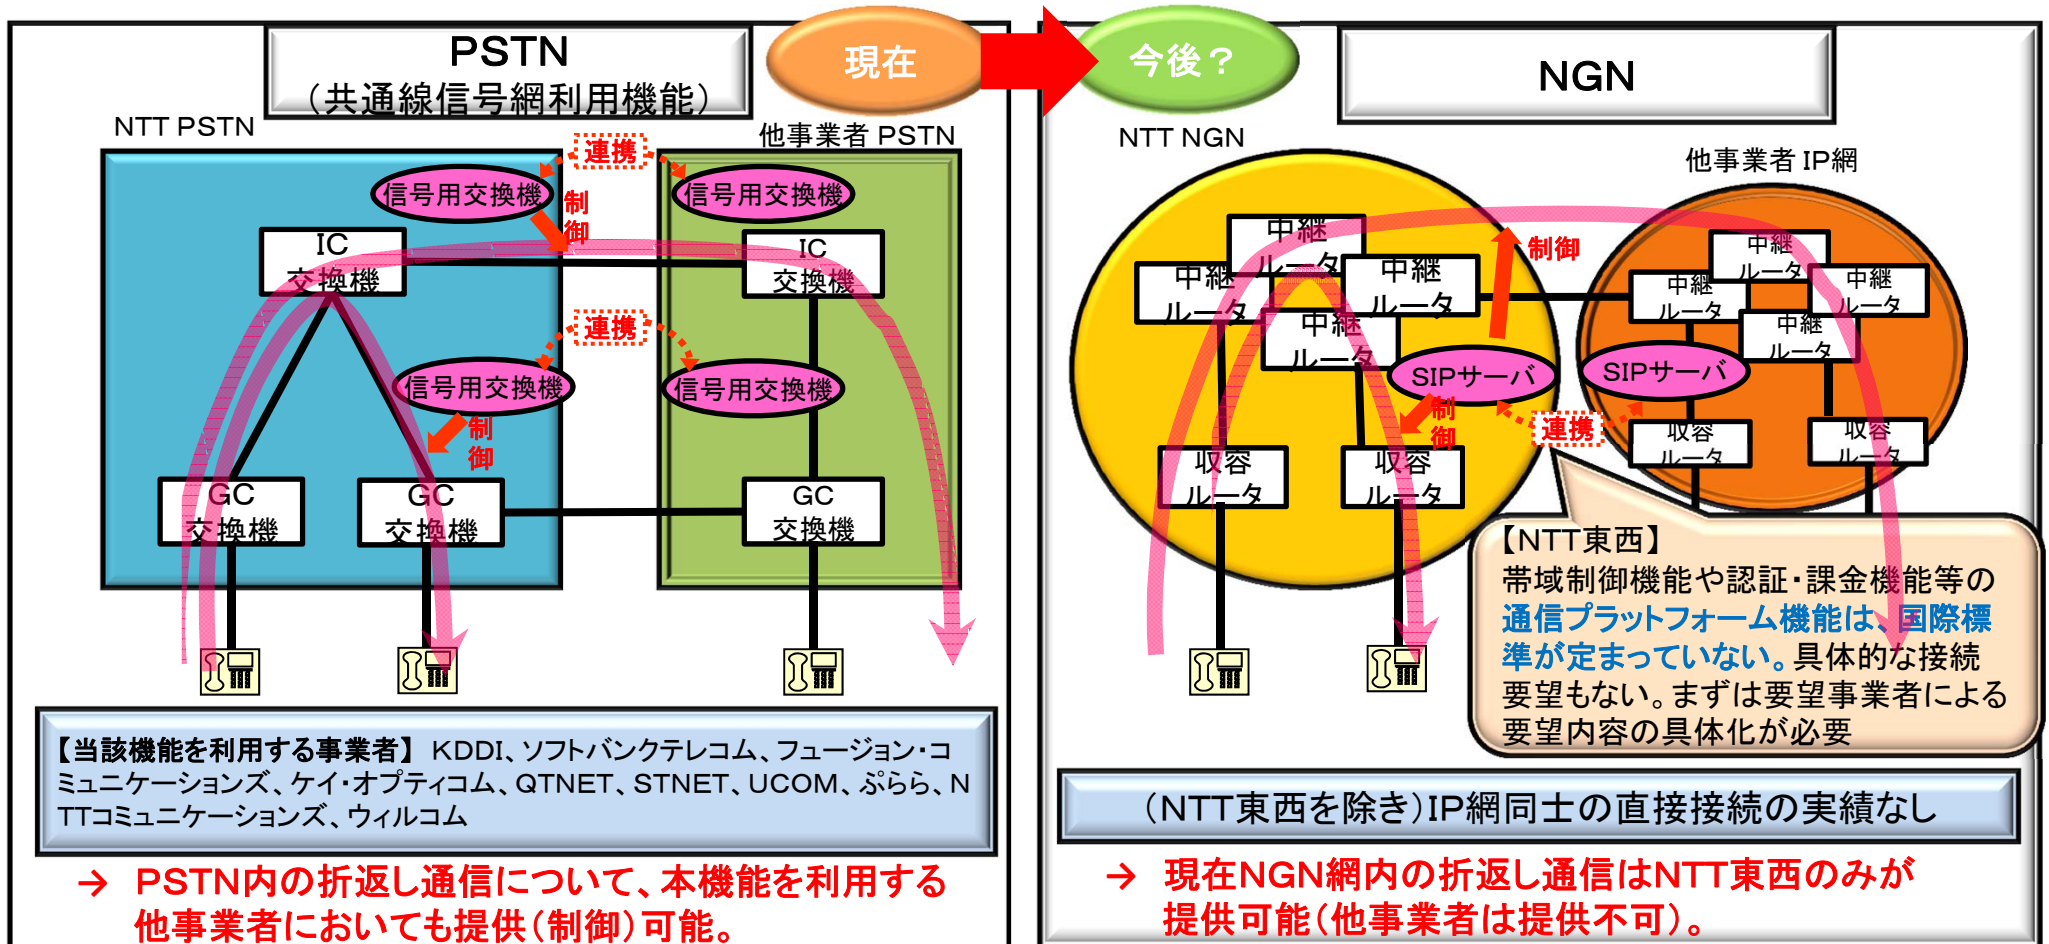 PSTN
（共通線信号網利用機能）
現在
NTT PSTN
他事業者 PSTN
連携
信号用交換機
信号用交換機
制
御
IC
交換機
IC
交換機
連携
信号用交換機
信号用交換機
制
御
GC
交換機
GC
交換機
GC
交換機
【当該機能を利用する事業者】 KDDI、ソフトバンクテレコム、フュージョン・コ
ミュニケーションズ、ケイ・オプティコム、QTNET、STNET、UCOM、ぷらら、N
TTコミュニケーションズ、ウィルコム
→ PSTN内の折返し通信について、本機能を利用する
他事業者においても提供（制御）可能。
今後？
NGN
NTT NGN
他事業者 IP網
中継
ルータ
中継
ルータ
中継
ルータ
中継
ルータ
制御
中継
ルータ
中継
ルータ
中継
ルータ
中継
ルータ
SIPサーバ
SIPサーバ
制
御
連携
収容
ルータ
収容
ルータ
収容
ルータ
収容
ルータ
【NTT東西】
帯域制御機能や認証・課金機能等の
通信プラットフォーム機能は、国際標
準が定まっていない。具体的な接続
要望もない。まずは要望事業者による
要望内容の具体化が必要
（NTT東西を除き）IP網同士の直接接続の実績なし
→ 現在NGN網内の折返し通信はNTT東西のみが
提供可能（他事業者は提供不可）。